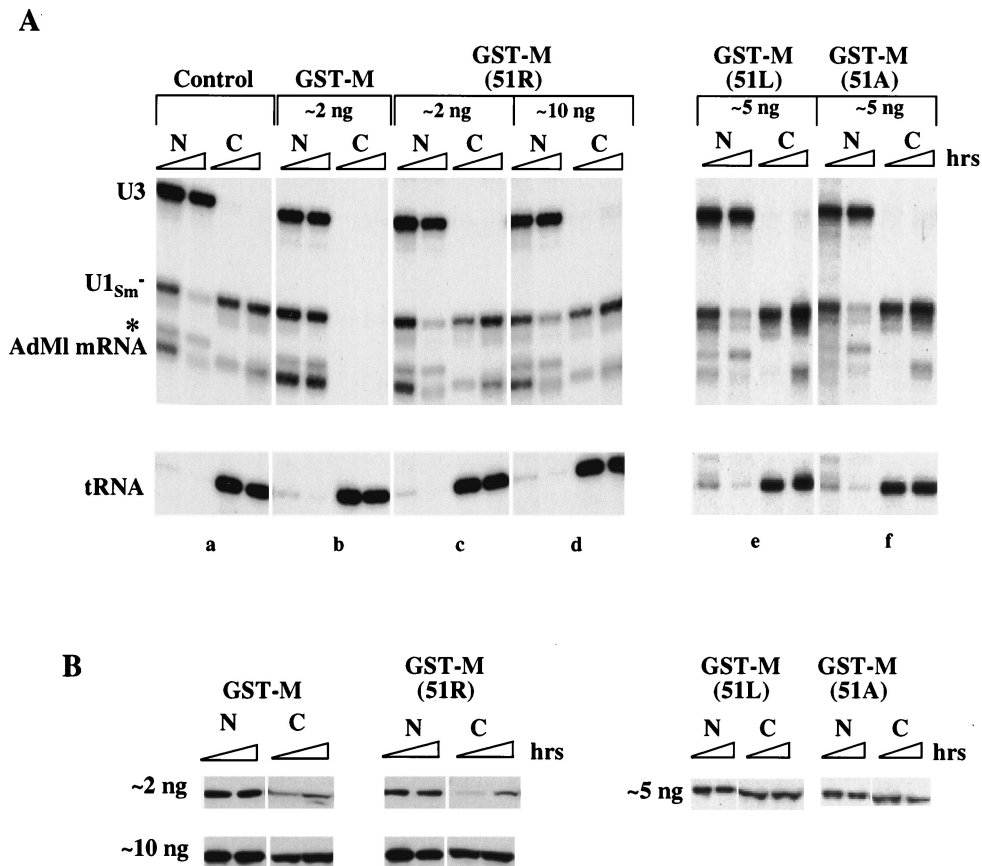 A
Control
GST-M
GST-M
(51R)
GST-M
(51L)
GST-M
(51A)
~2 ng
~2 ng
~10 ng
~5 ng
~5 ng
N C N C N C N C N C N C hrs
U3
U1Sm-
*
AdMl mRNA
tRNA
a b c d e f
B
GST-M
GST-M
(51R)
GST-M
(51L)
GST-M
(51A)
N C N C hrs N C N C hrs
~2 ng
~5 ng
~10 ng